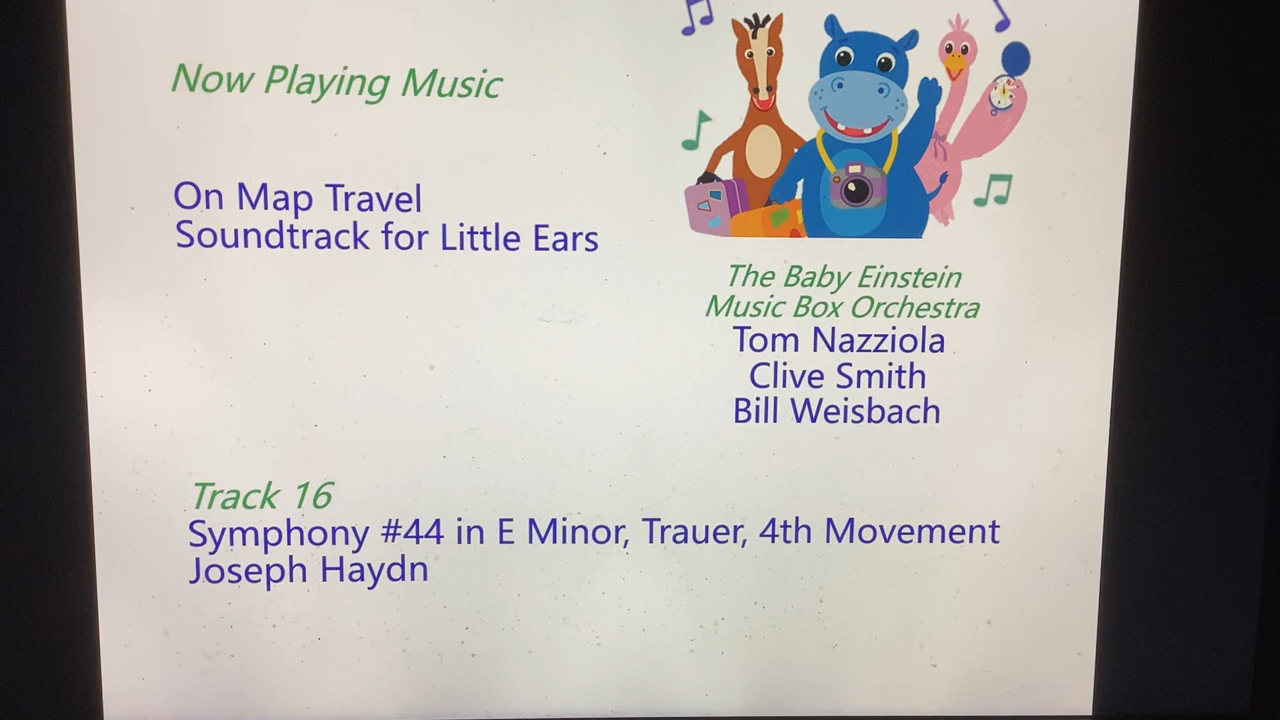 Now Playing Music
On Map Travel
Soundtrack for Little Ears
The Baby Einstein
Music Box Orchestra
Tom Nazziola
Clive Smith
Bill Weisbach
Track 16
Symphony #44 in E Minor, Trauer, 4th Movement
Joseph Haydn